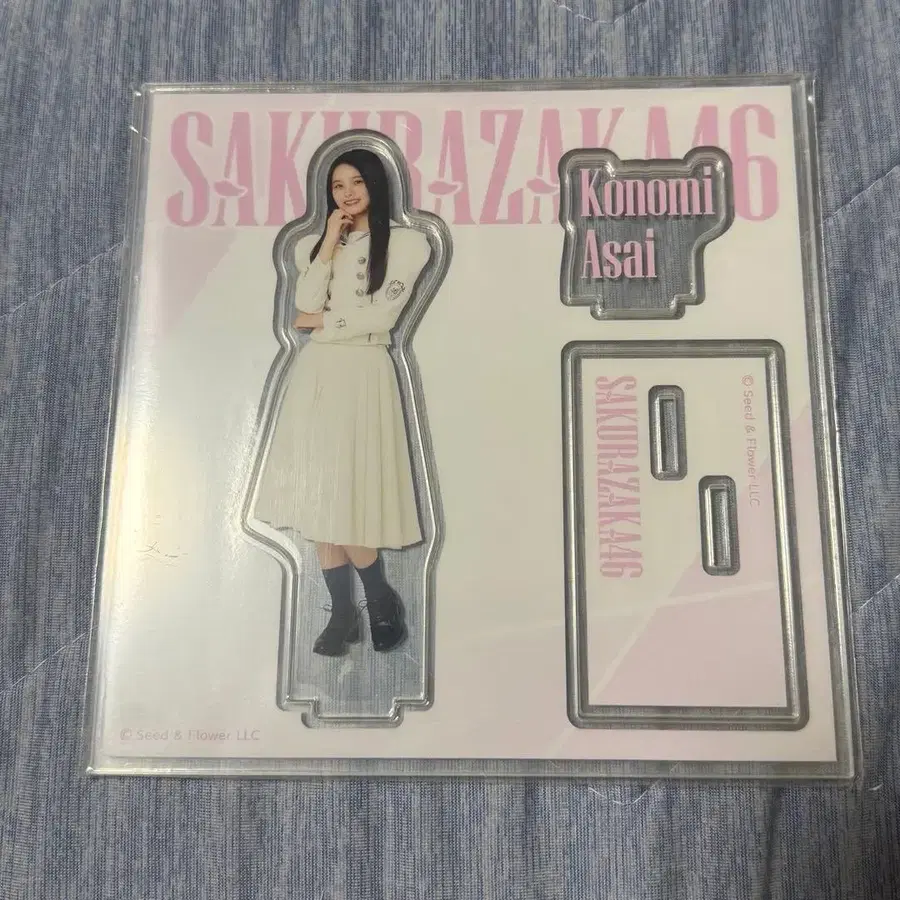 SAKURAZAKA46
Konomi
Asai
SAKURAZAKA46
© Seed & Flower LLC
© Seed & Flower LLC